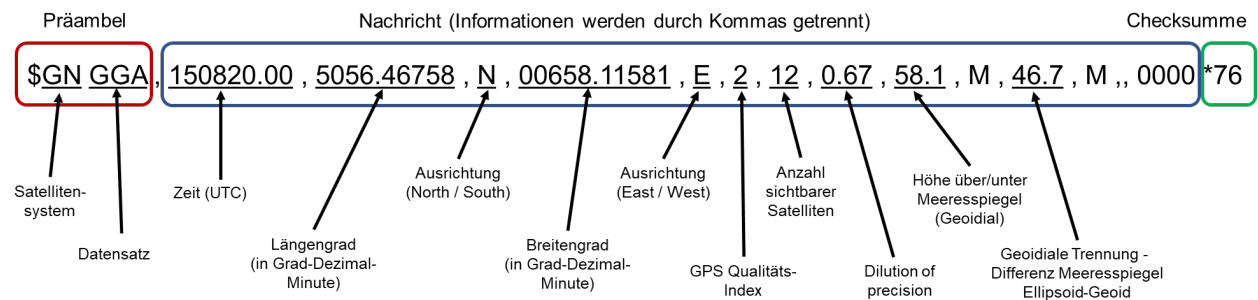 Präambel
Nachricht (Informationen werden durch Kommas getrennt)
Checksumme
$GN GGA , 150820.00 , 5056.46758 , N , 00658.11581 , E , 2 , 12 , 0.67 , 58.1 , M , 46.7 , M ,, 0000 *76
Satelliten-
system
Datensatz
Zeit (UTC)
Längengrad
(in Grad-Dezimal-
Minute)
Ausrichtung
(North / South)
Breitengrad
(in Grad-Dezimal-
Minute)
Ausrichtung
(East / West)
GPS Qualitäts-
Index
Anzahl
sichtbarer
Satelliten
Dilution of
precision
Höhe über/unter
Meeresspiegel
(Geoidial)
Geoidiale Trennung -
Differenz Meeresspiegel
Ellipsoid-Geoid